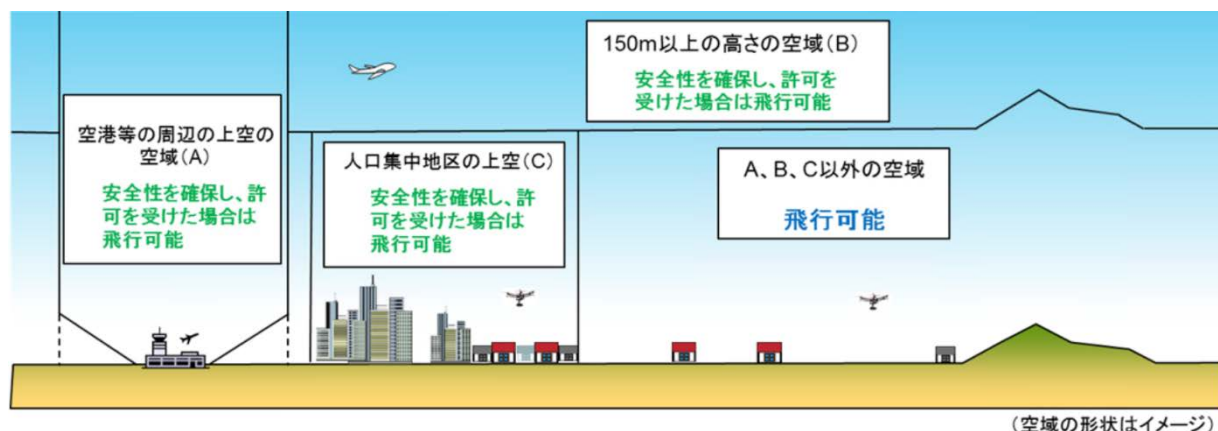 150m以上の高さの空域(B)
安全性を確保し、許可を
受けた場合は飛行可能
空港等の周辺の上空の
空域(A)
安全性を確保し、許
可を受けた場合は
飛行可能
人口集中地区の上空(C)
安全性を確保し、許
可を受けた場合は
飛行可能
A、B、C以外の空域
飛行可能
(空域の形状はイメージ)